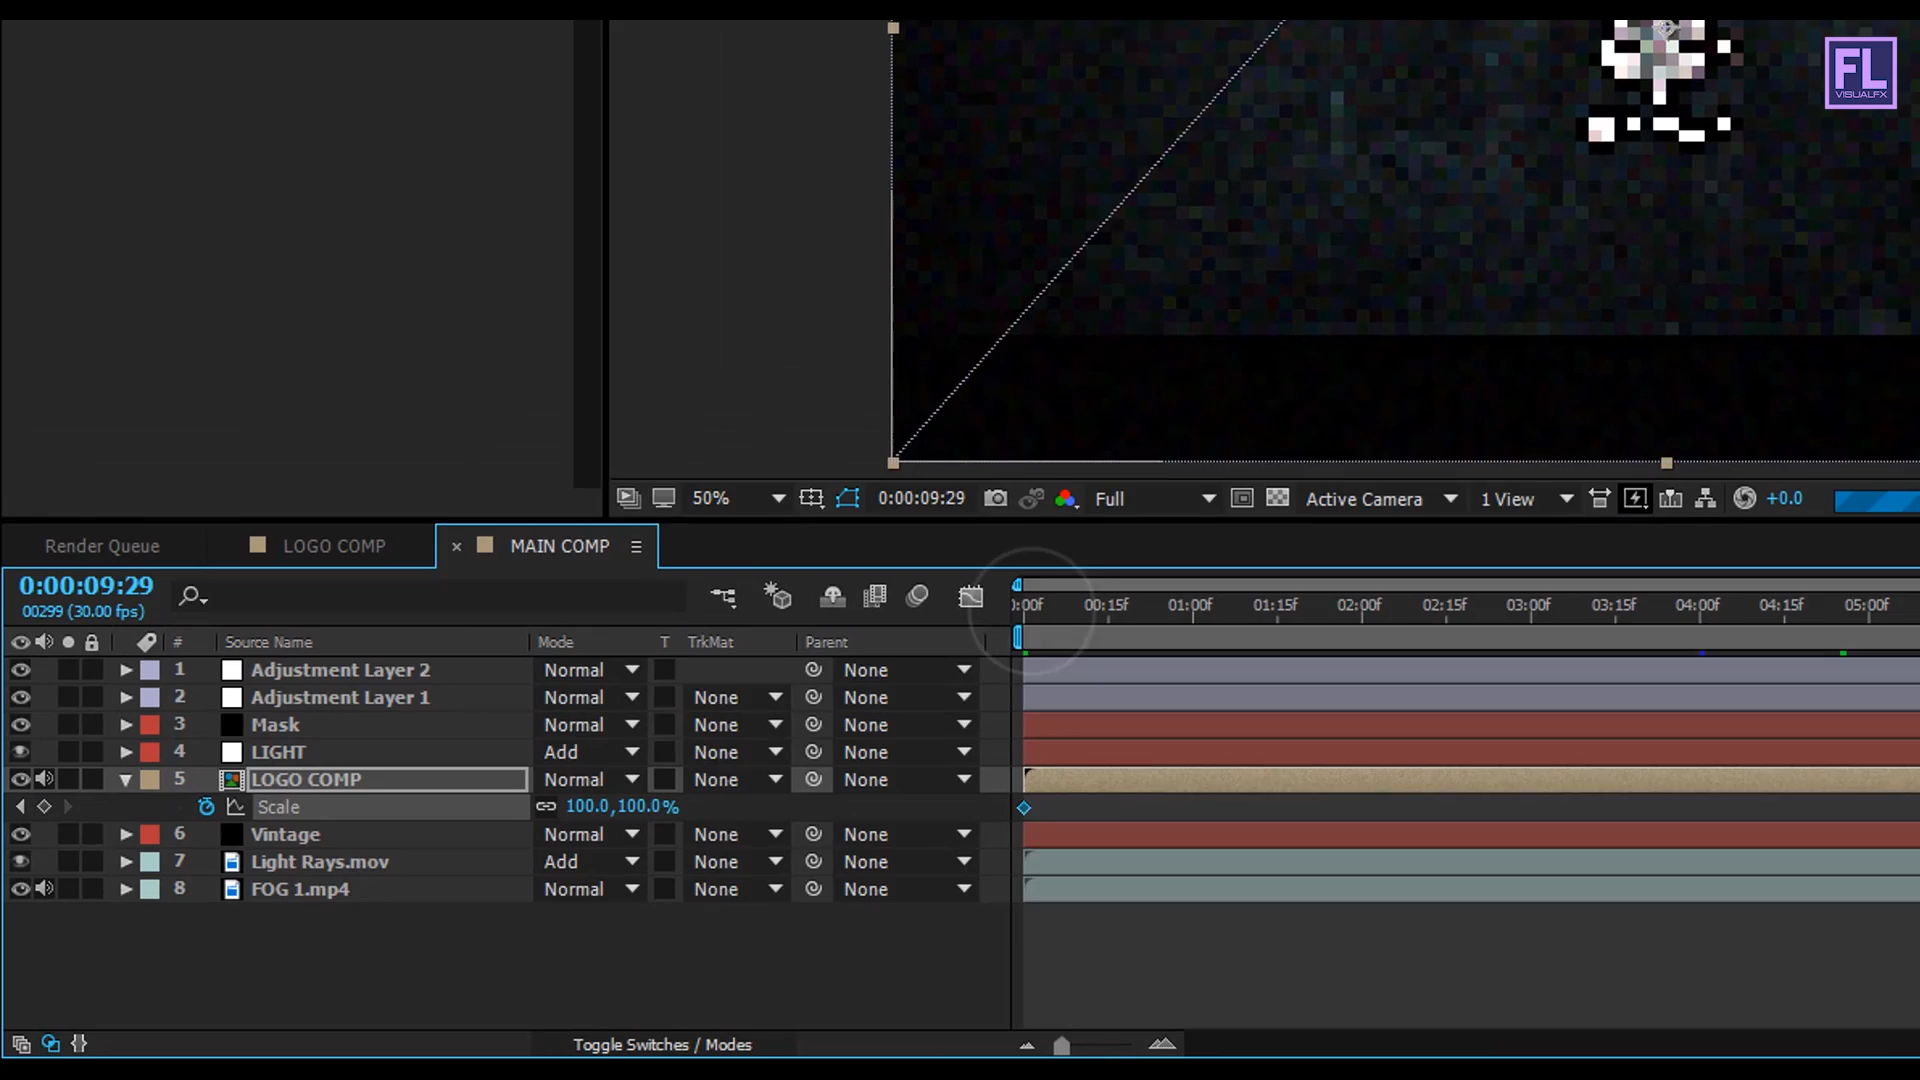 FL
VISUALFX
50%
0:00:09:29
Full
Active Camera
1 View
+0.0
Render Queue
LOGO COMP
× MAIN COMP
0:00:09:29
00299 (30.00 fps)
):00f 00:15f 01:00f 01:15f 02:00f 02:15f 03:00f 03:15f 04:00f 04:15f 05:00f
# Source Name Mode T TrkMat Parent
1 Adjustment Layer 2 Normal None
2 Adjustment Layer 1 Normal None None
3 Mask Normal None None
4 LIGHT Add None None
5 LOGO COMP Normal None None
Scale 100.0,100.0%
6 Vintage Normal None None
7 Light Rays.mov Add None None
8 FOG 1.mp4 Normal None None
Toggle Switches / Modes